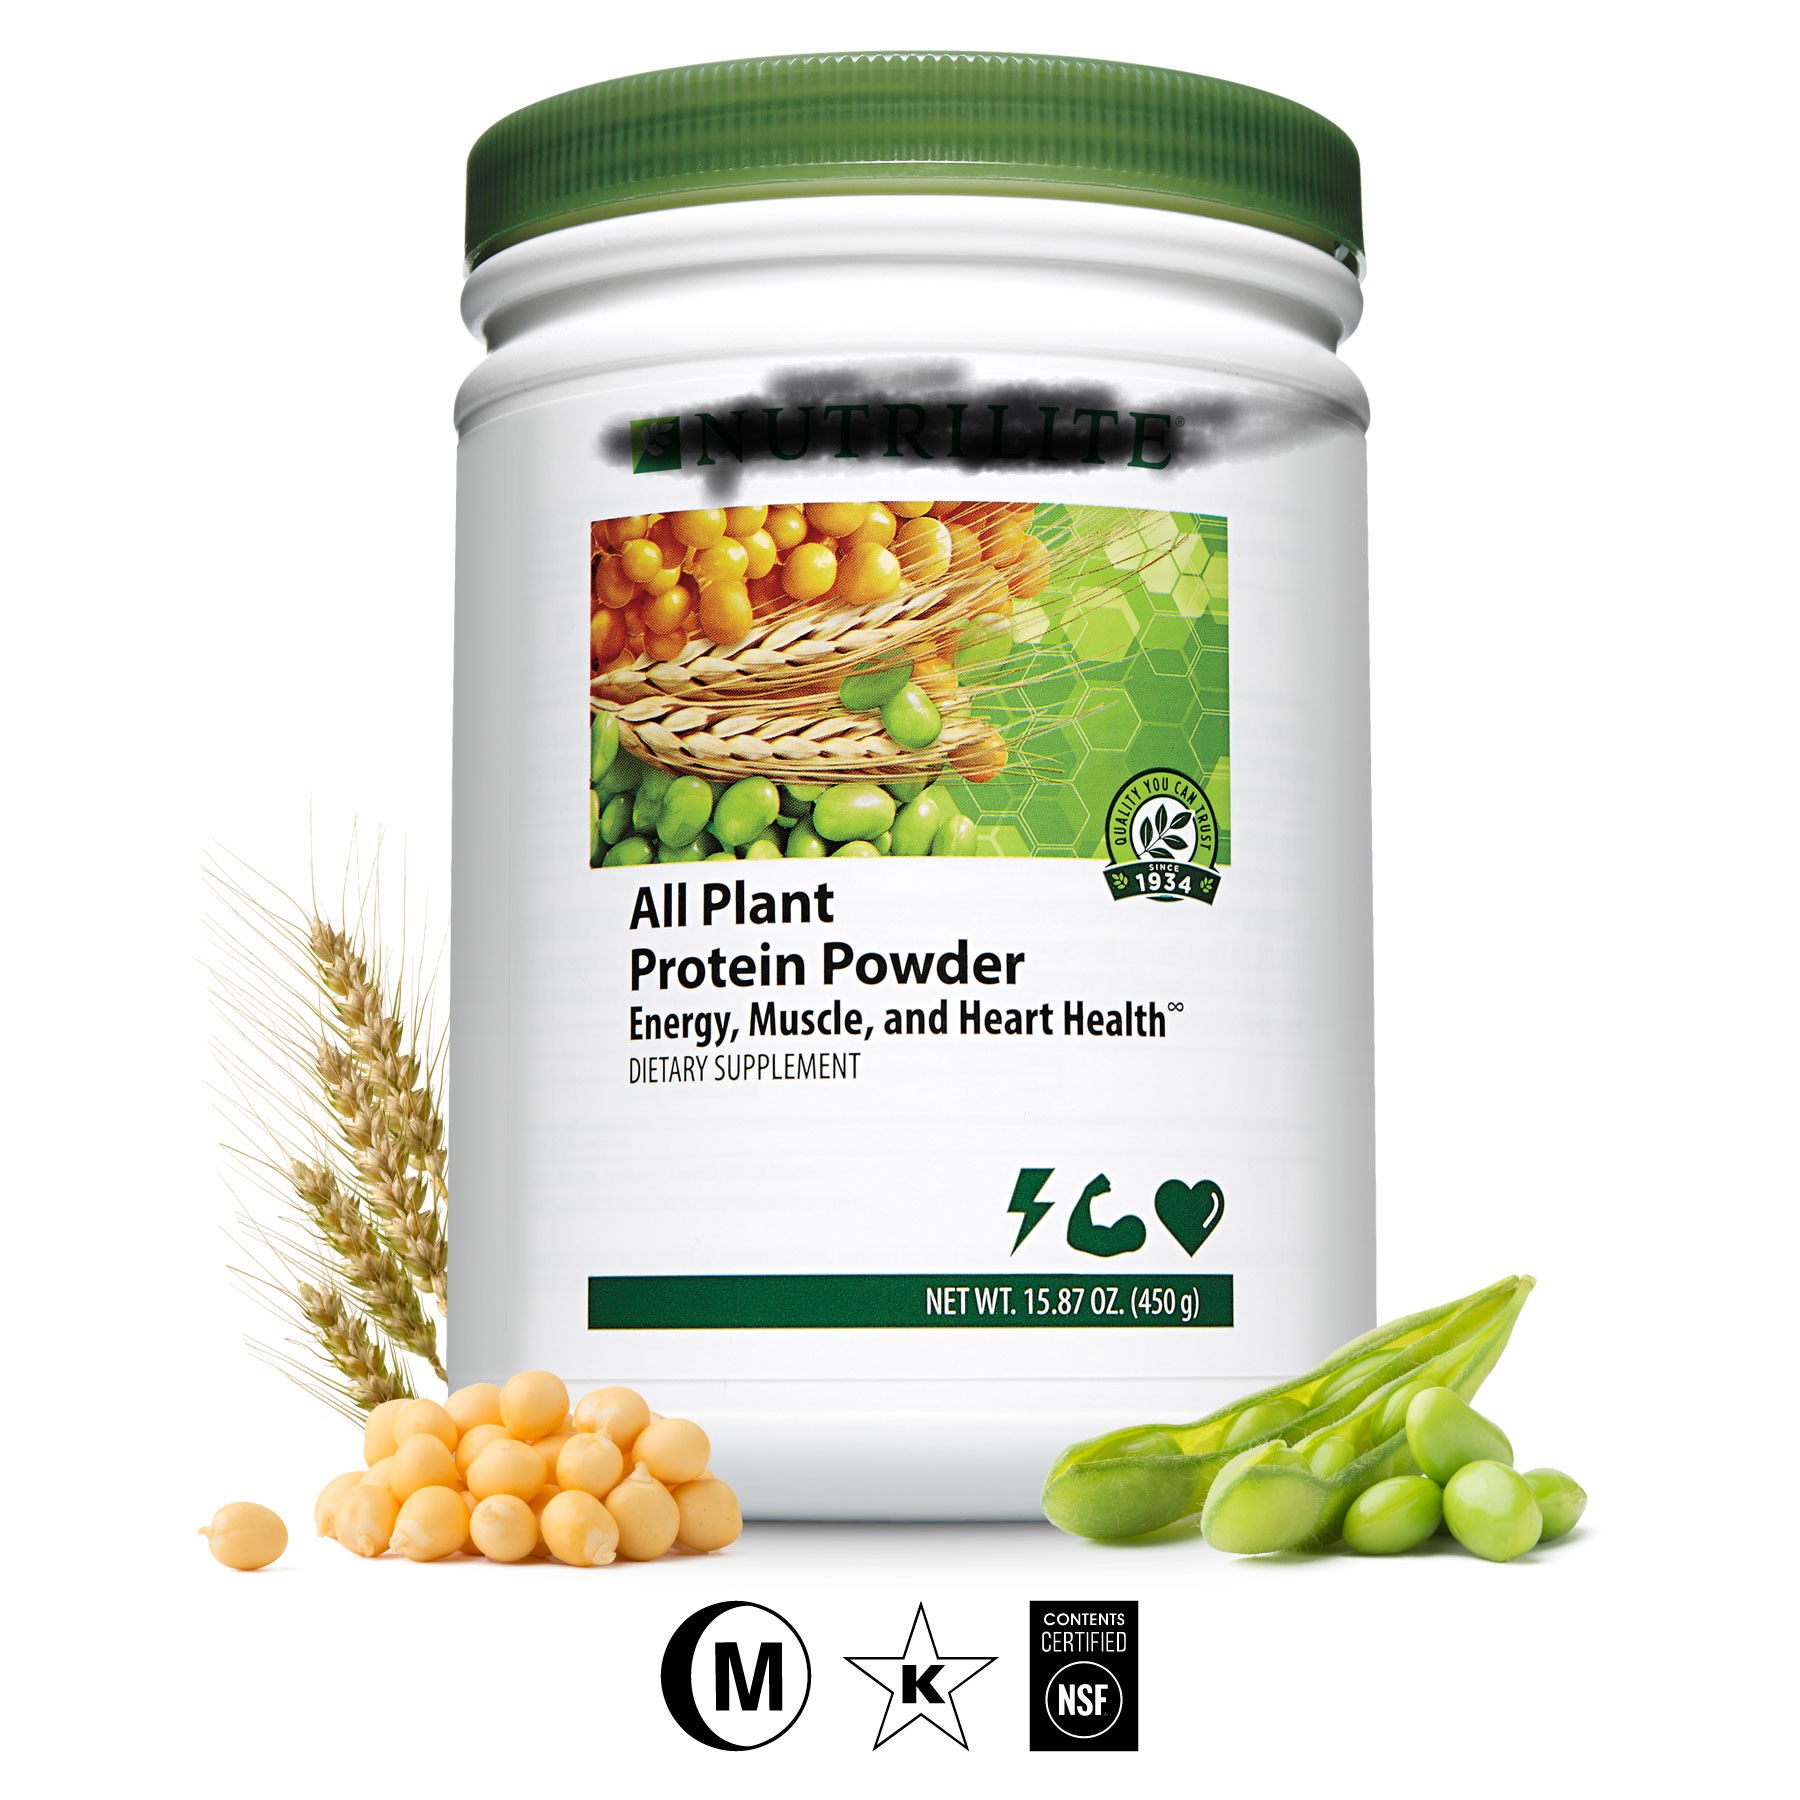 NUTRILITE®
QUALITY YOU CAN TRUST
SINCE
1934
All Plant
Protein Powder
Energy, Muscle, and Heart Health∞
DIETARY SUPPLEMENT
NET WT. 15.87 OZ. (450 g)
M
K
CONTENTS
CERTIFIED
NSF